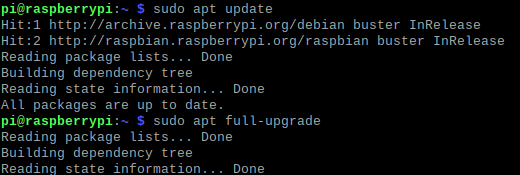 pi@raspberrypi:~ $ sudo apt update
Hit:1 http://archive.raspberrypi.org/debian buster InRelease
Hit:2 http://raspbian.raspberrypi.org/raspbian buster InRelease
Reading package lists... Done
Building dependency tree
Reading state information... Done
All packages are up to date.
pi@raspberrypi:~ $ sudo apt full-upgrade
Reading package lists... Done
Building dependency tree
Reading state information... Done